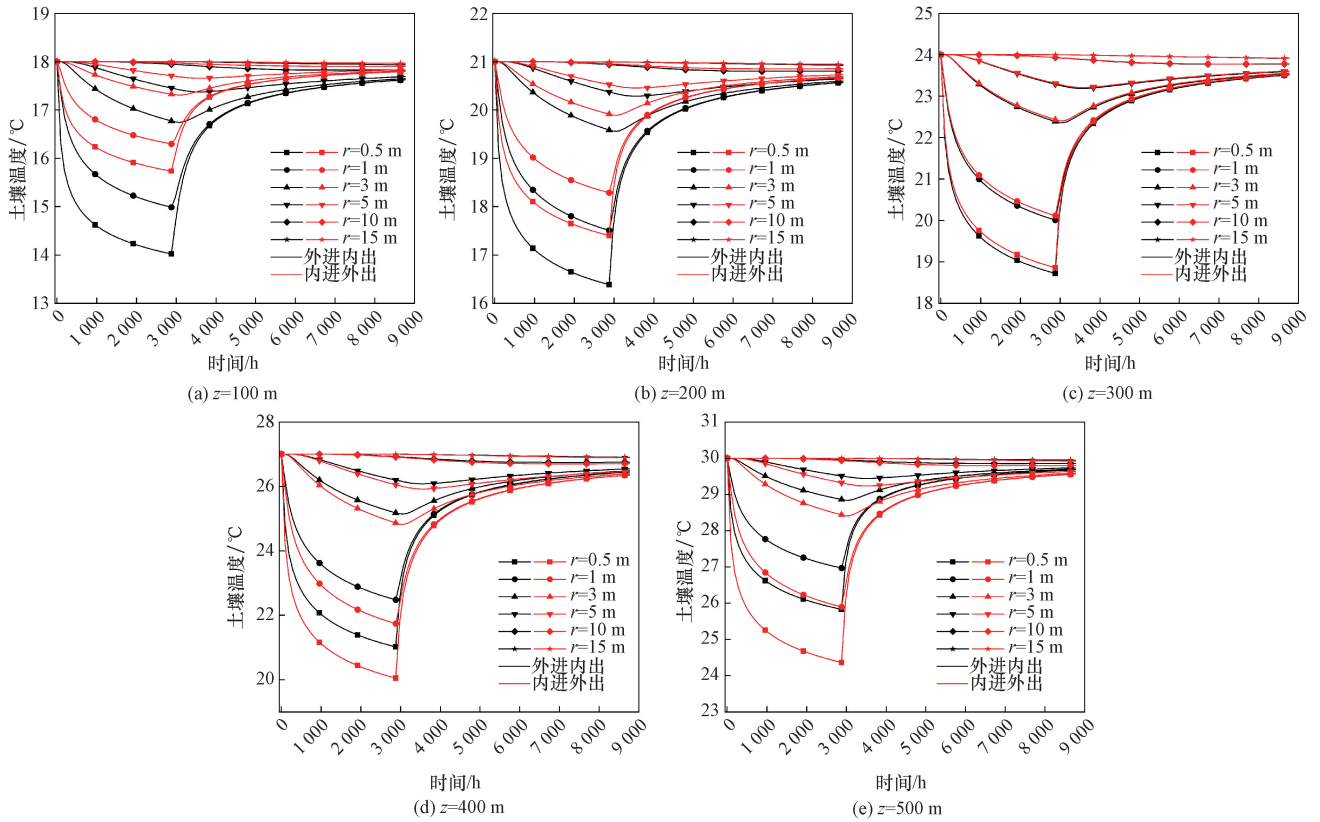 19
18
17
16
15
14
13
土壤温度/℃
0
1 000
2 000
3 000
4 000
5 000
6 000
7 000
8 000
9 000
r=0.5 m
r=1 m
r=3 m
r=5 m
r=10 m
r=15 m
外进内出
内进外出
时间/h
(a) z=100 m
22
21
20
19
18
17
16
土壤温度/℃
0
1 000
2 000
3 000
4 000
5 000
6 000
7 000
8 000
9 000
r=0.5 m
r=1 m
r=3 m
r=5 m
r=10 m
r=15 m
外进内出
内进外出
时间/h
(b) z=200 m
25
24
23
22
21
20
19
18
土壤温度/℃
0
1 000
2 000
3 000
4 000
5 000
6 000
7 000
8 000
9 000
r=0.5 m
r=1 m
r=3 m
r=5 m
r=10 m
r=15 m
外进内出
内进外出
时间/h
(c) z=300 m
28
26
24
22
20
土壤温度/℃
0
1 000
2 000
3 000
4 000
5 000
6 000
7 000
8 000
9 000
r=0.5 m
r=1 m
r=3 m
r=5 m
r=10 m
r=15 m
外进内出
内进外出
时间/h
(d) z=400 m
31
30
29
28
27
26
25
24
23
土壤温度/℃
0
1 000
2 000
3 000
4 000
5 000
6 000
7 000
8 000
9 000
r=0.5 m
r=1 m
r=3 m
r=5 m
r=10 m
r=15 m
外进内出
内进外出
时间/h
(e) z=500 m